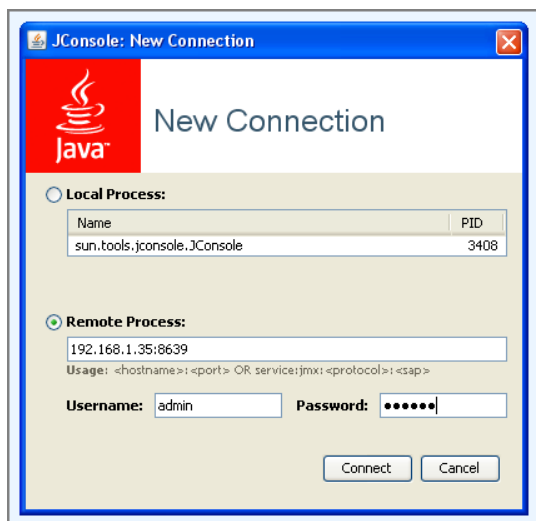 JConsole: New Connection
Java™
New Connection
Local Process:
Name PID
sun.tools.jconsole.JConsole 3408
Remote Process:
192.168.1.35:8639
Usage: <hostname>:<port> OR service:jmx:<protocol>:<sap>
Username: admin Password: ●●●●●●
Connect Cancel